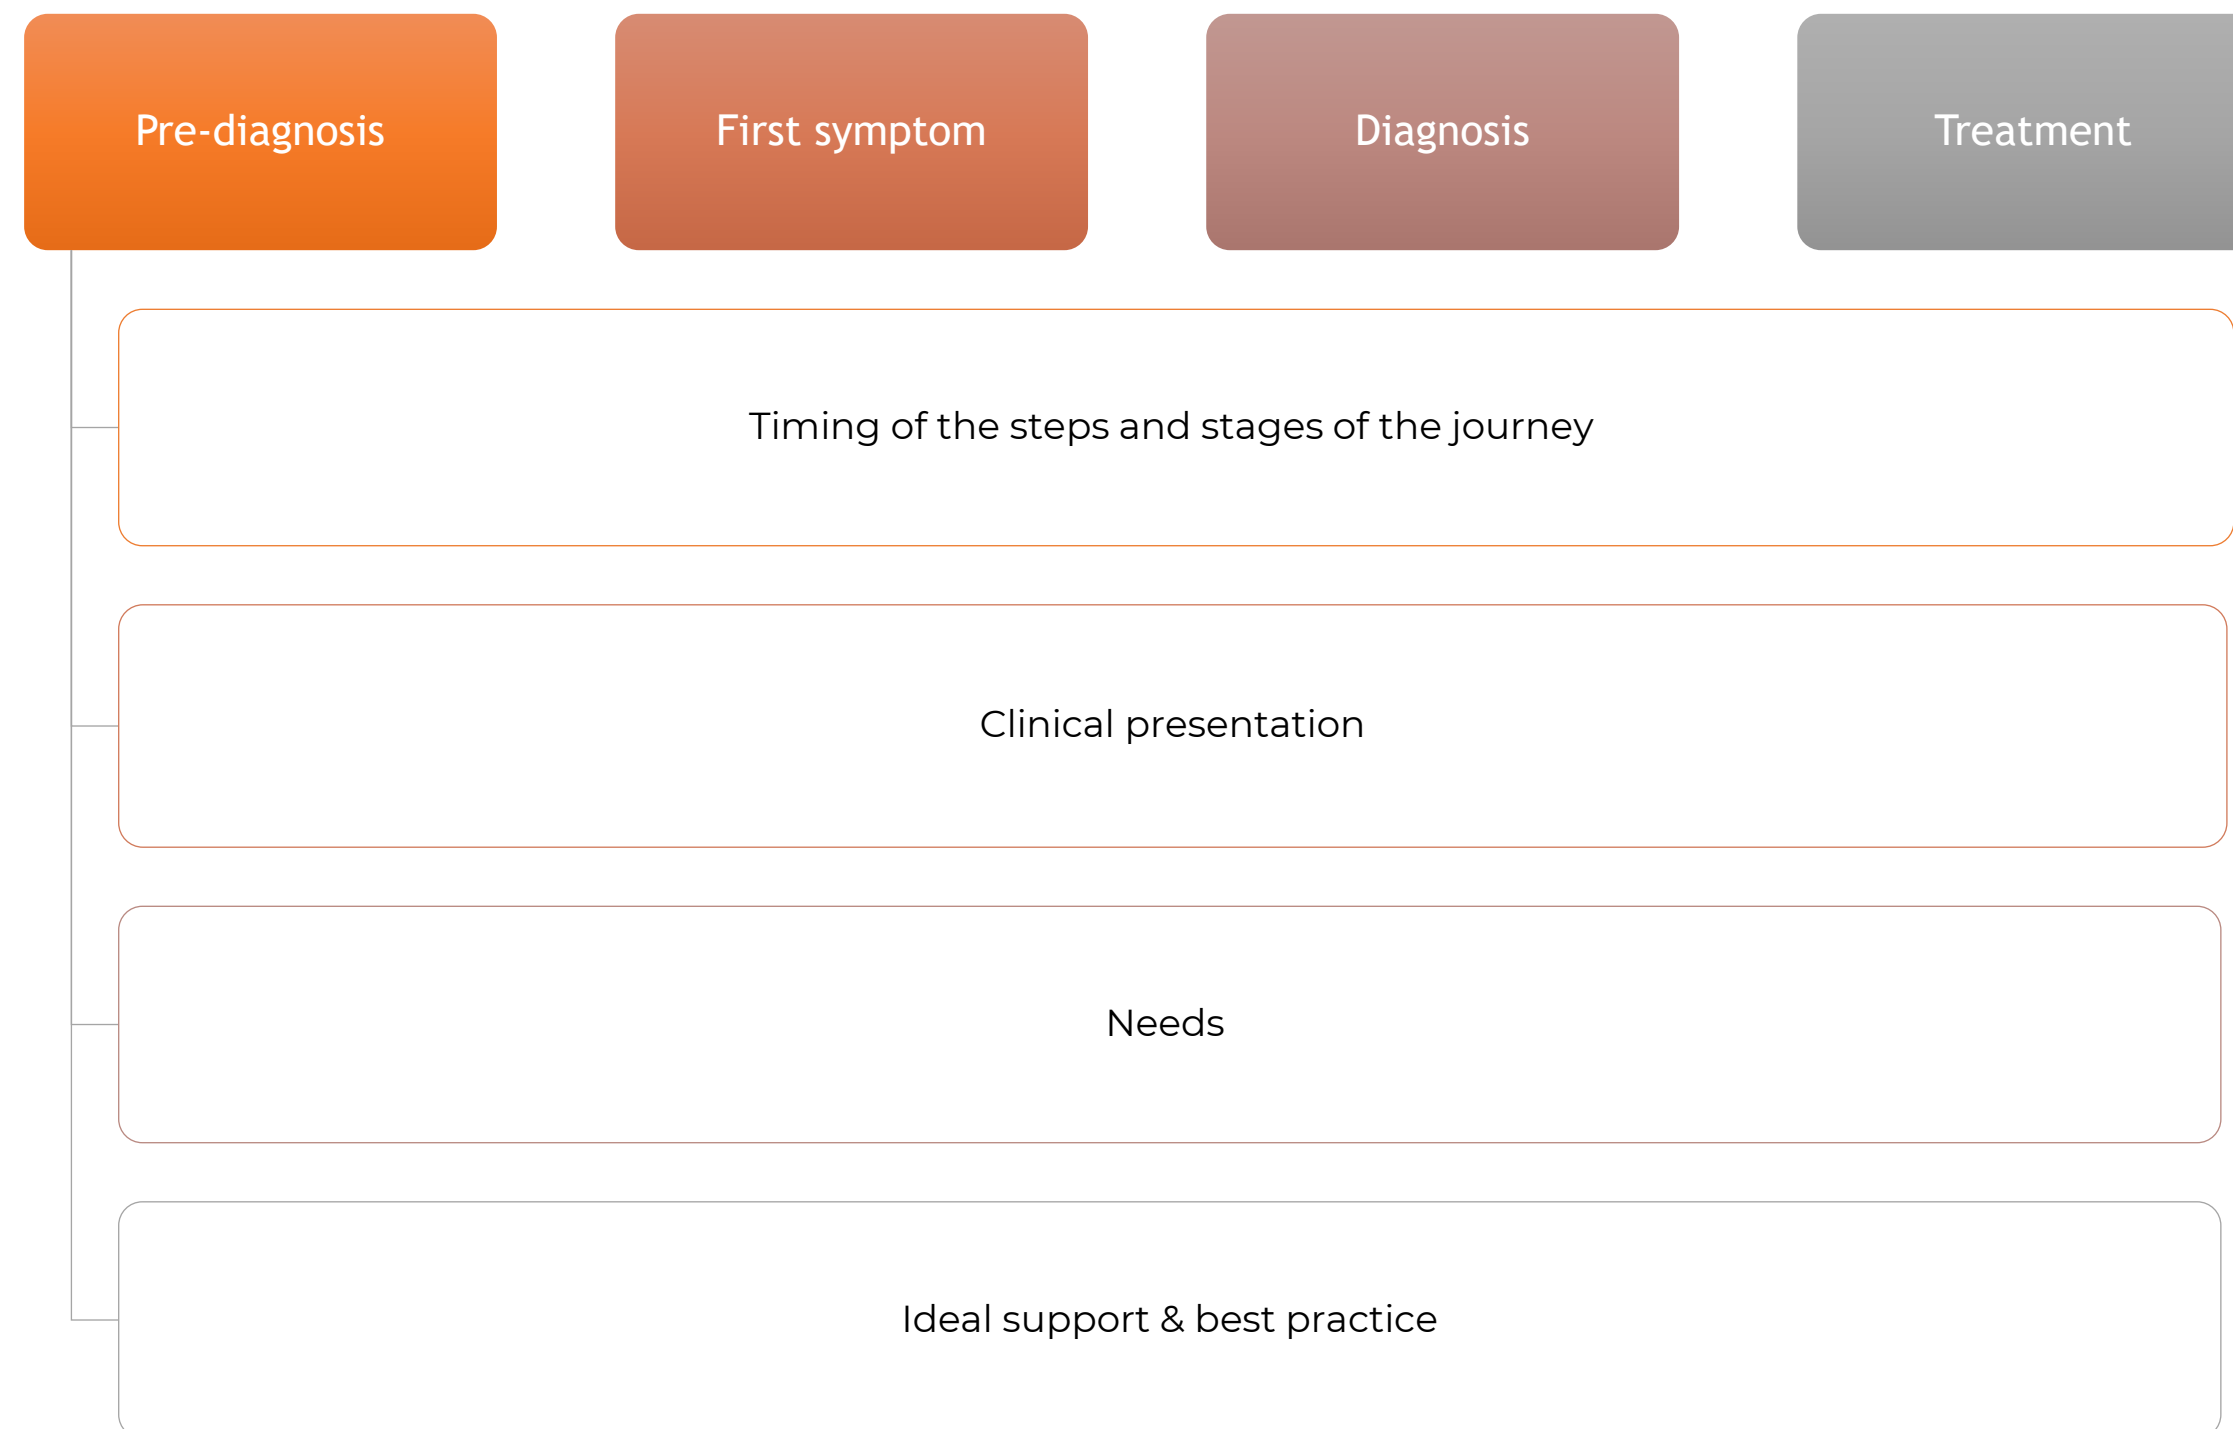 Pre-diagnosis
First symptom
Diagnosis
Treatment
Timing of the steps and stages of the journey
Clinical presentation
Needs
Ideal support & best practice